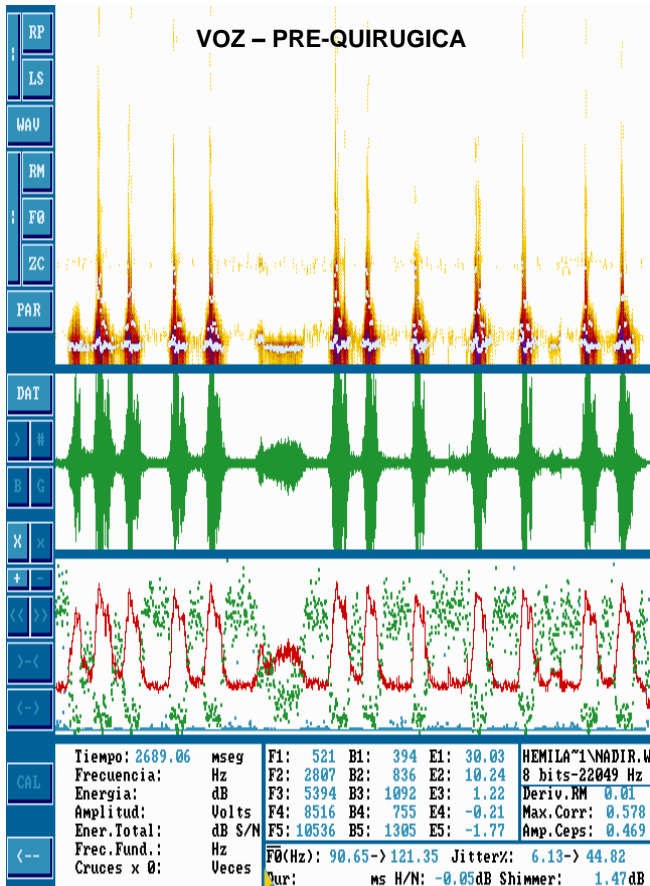 VOZ – PRE-QUIRUGICA
RP
LS
WAV
RM
F0
ZC
PAR
DAT
> #
B G
X x
+ -
<< >>
>-<
<->
CAL
<--
Tiempo: 2689.06 mseg
Frecuencia: Hz
Energia: dB
Amplitud: Volts
Ener.Total: dB S/N
Frec.Fund.: Hz
Cruces x 0: Veces
F1: 521 B1: 394 E1: 30.03
F2: 2807 B2: 836 E2: 10.24
F3: 5394 B3: 1092 E3: 1.22
F4: 8516 B4: 755 E4: -0.21
F5: 10536 B5: 1305 E5: -1.77
HEMILA~1\NADIR.W
8 bits-22049 Hz
Deriv.RM 0.01
Max.Corr: 0.578
Amp.Ceps: 0.469
F0(Hz): 90.65-> 121.35 Jitter%: 6.13-> 44.82
Dur: ms H/N: -0.05dB Shimmer: 1.47dB